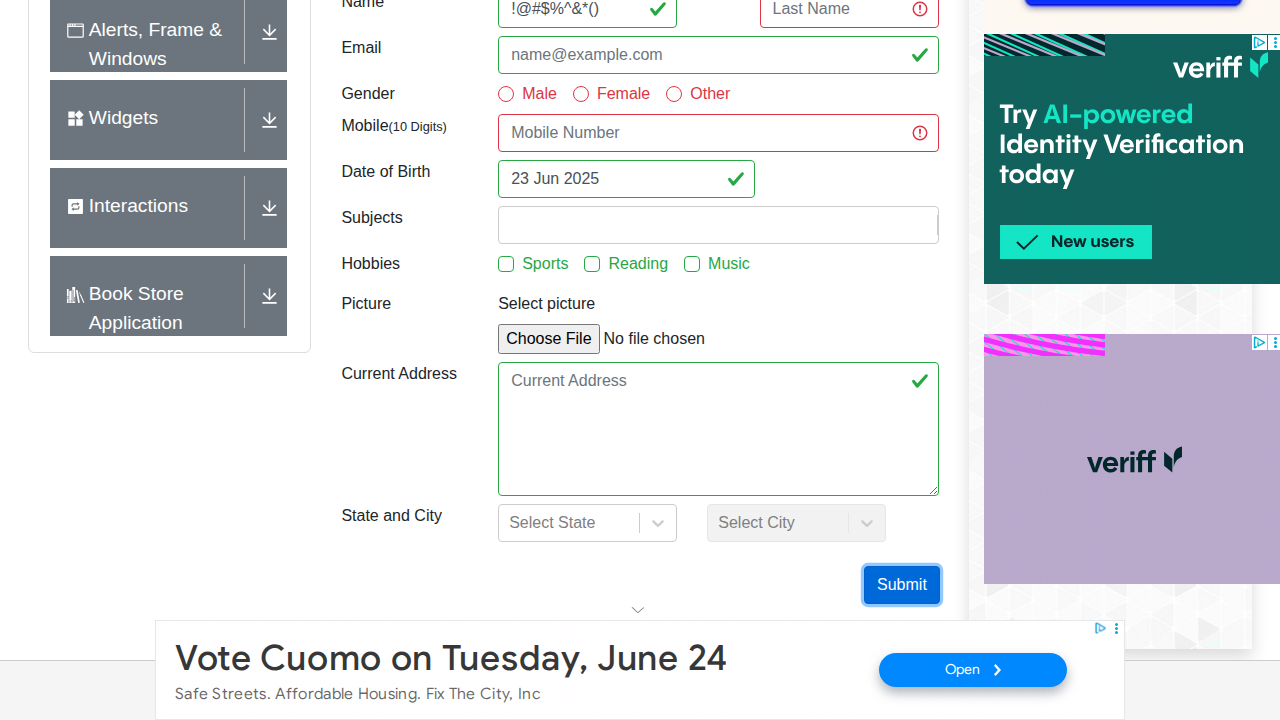 Alerts, Frame &
Windows
Widgets
Interactions
Book Store
Application
Name
!@#$%^&*()
Last Name
Email
name@example.com
Gender
Male
Female
Other
Mobile(10 Digits)
Mobile Number
Date of Birth
23 Jun 2025
Subjects
Hobbies
Sports
Reading
Music
Picture
Select picture
Choose File No file chosen
Current Address
Current Address
State and City
Select State
Select City
Submit
veriff
Try AI-powered
Identity Verification
today
New users
veriff
Vote Cuomo on Tuesday, June 24
Safe Streets. Affordable Housing. Fix The City, Inc
Open